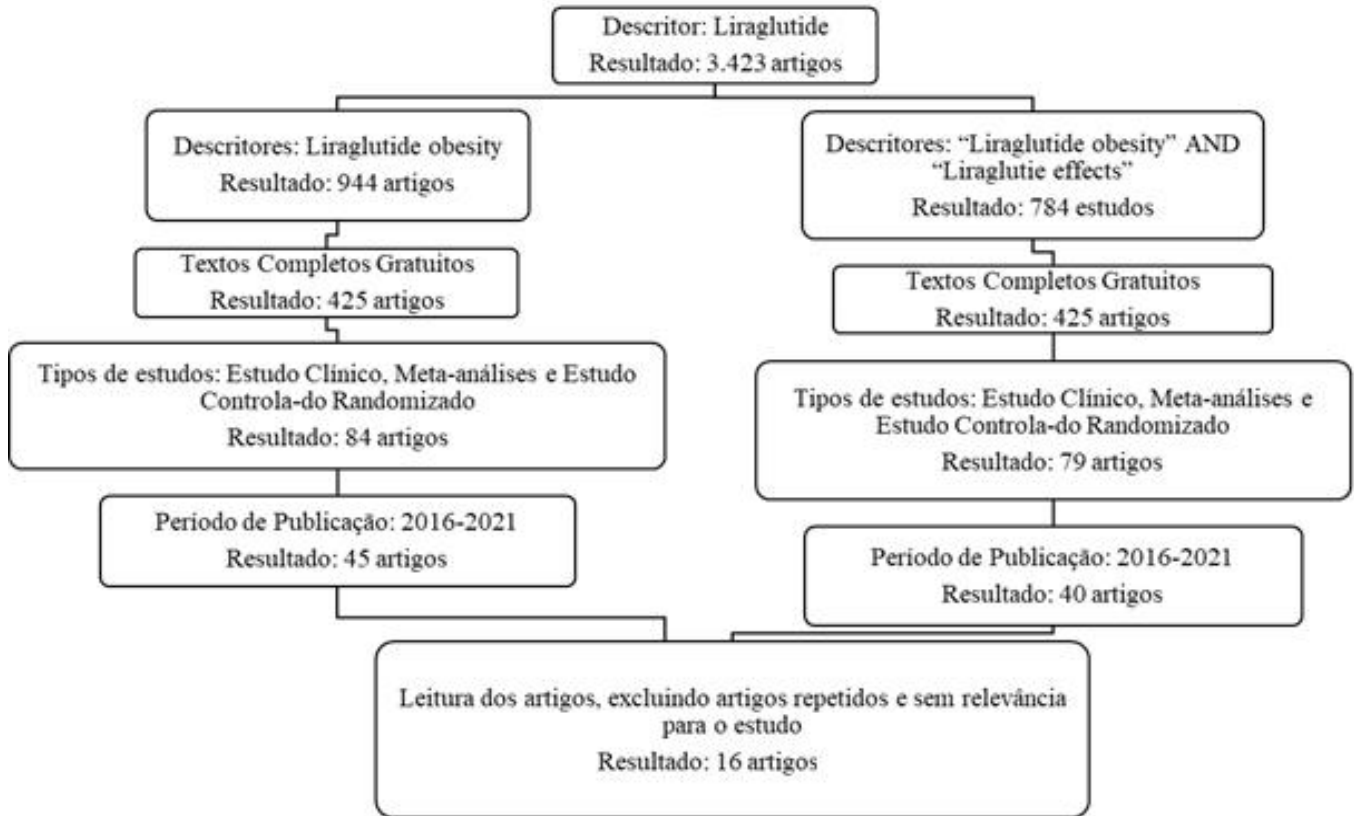 Descritor: Liraglutide
Resultado: 3.423 artigos
Descritores: Liraglutide obesity
Resultado: 944 artigos
Descritores: “Liraglutide obesity” AND
“Liraglutie effects”
Resultado: 784 estudos
Textos Completos Gratuitos
Resultado: 425 artigos
Textos Completos Gratuitos
Resultado: 425 artigos
Tipos de estudos: Estudo Clínico, Meta-análises e Estudo
Controla-do Randomizado
Resultado: 84 artigos
Tipos de estudos: Estudo Clínico, Meta-análises e
Estudo Controla-do Randomizado
Resultado: 79 artigos
Período de Publicação: 2016-2021
Resultado: 45 artigos
Período de Publicação: 2016-2021
Resultado: 40 artigos
Leitura dos artigos, excluindo artigos repetidos e sem relevância
para o estudo
Resultado: 16 artigos